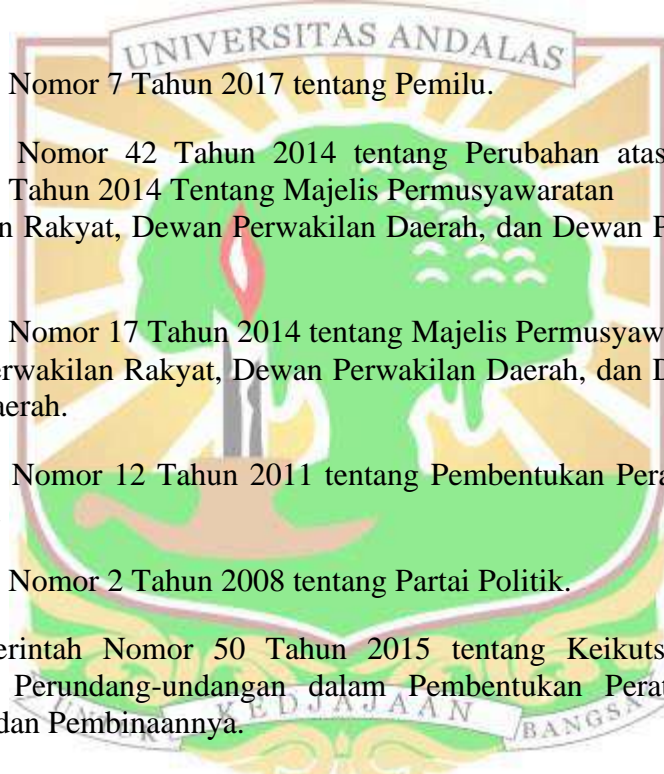 UNIVERSITAS ANDALAS
Nomor 7 Tahun 2017 tentang Pemilu.
Nomor 42 Tahun 2014 tentang Perubahan atas
Tahun 2014 Tentang Majelis Permusyawaratan
n Rakyat, Dewan Perwakilan Daerah, dan Dewan P
Nomor 17 Tahun 2014 tentang Majelis Permusyaw
erwakilan Rakyat, Dewan Perwakilan Daerah, dan D
aerah.
Nomor 12 Tahun 2011 tentang Pembentukan Pera
Nomor 2 Tahun 2008 tentang Partai Politik.
erintah Nomor 50 Tahun 2015 tentang Keikuts
Perundang-undangan dalam Pembentukan Perat
dan Pembinaannya.
UNTUK KEDJAJAAN BANGSA